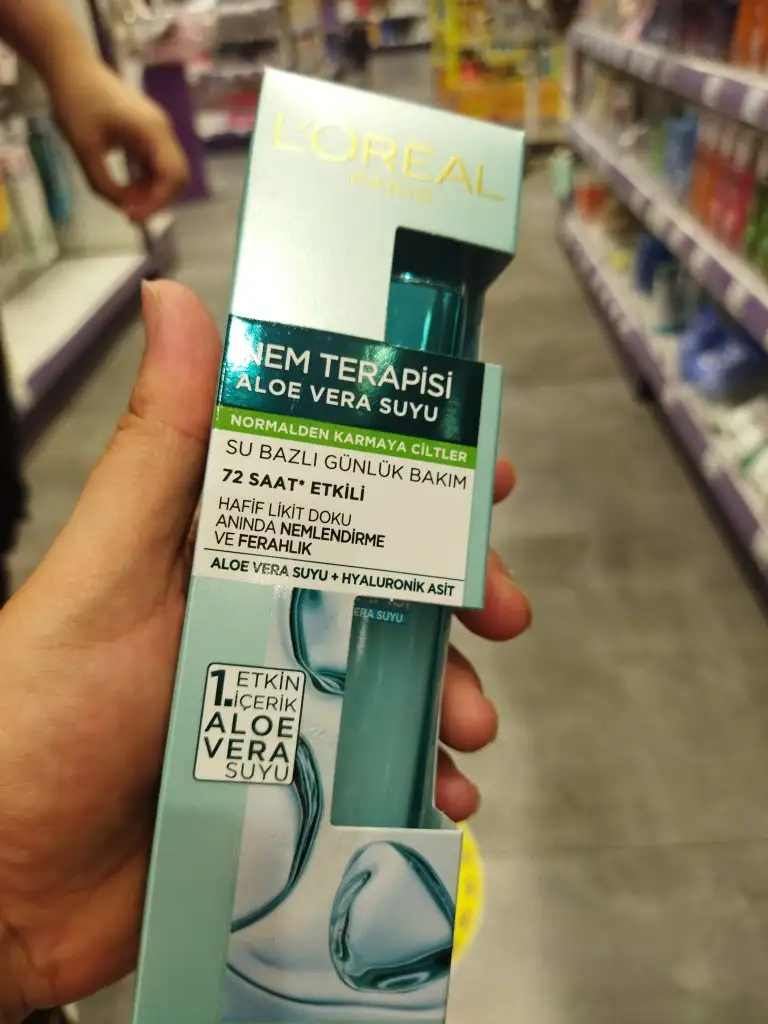 L'ORÉAL
PARIS
NEM TERAPİSİ
ALOE VERA SUYU
NORMALDEN KARMAYA CİLTLER
SU BAZLI GÜNLÜK BAKIM
72 SAAT* ETKİLİ
HAFİF LİKİT DOKU
ANINDA NEMLENDİRME
VE FERAHLIK
ALOE VERA SUYU + HYALURONİK ASİT
ERA SUYU
1. ETKİN
İÇERİK
ALOE
VERA
SUYU